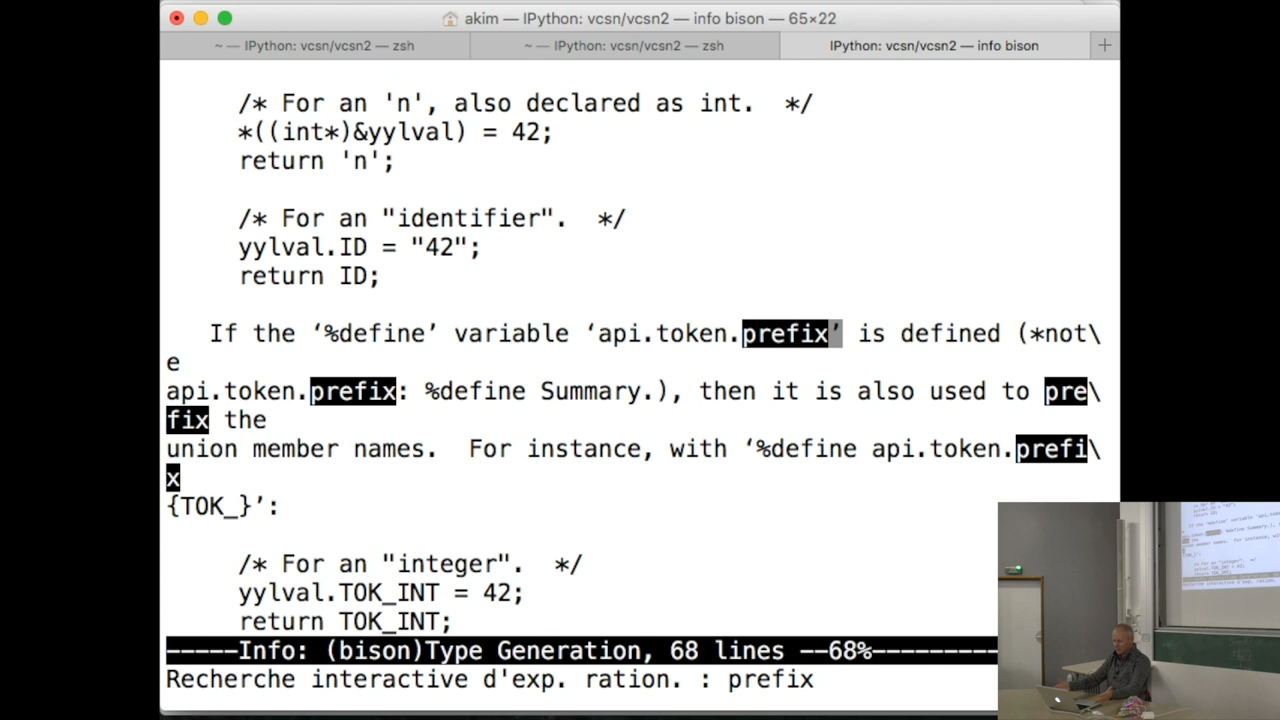 akim — IPython: vcsn/vcsn2 — info bison — 65×22
~ — IPython: vcsn/vcsn2 — zsh
~ — IPython: vcsn/vcsn2 — zsh
IPython: vcsn/vcsn2 — info bison
+
/* For an 'n', also declared as int.  */
*((int*)&yylval) = 42;
return 'n';
/* For an "identifier".  */
yylval.ID = "42";
return ID;
If the ‘%define’ variable ‘api.token.prefix’ is defined (*not\
e
api.token.prefix: %define Summary.), then it is also used to pre\
fix the
union member names.  For instance, with ‘%define api.token.prefi\
x
{TOK_}’:
/* For an "integer".  */
yylval.TOK_INT = 42;
return TOK_INT;
-----Info: (bison)Type Generation, 68 lines --68%---------
Recherche interactive d'exp. ration. : prefix